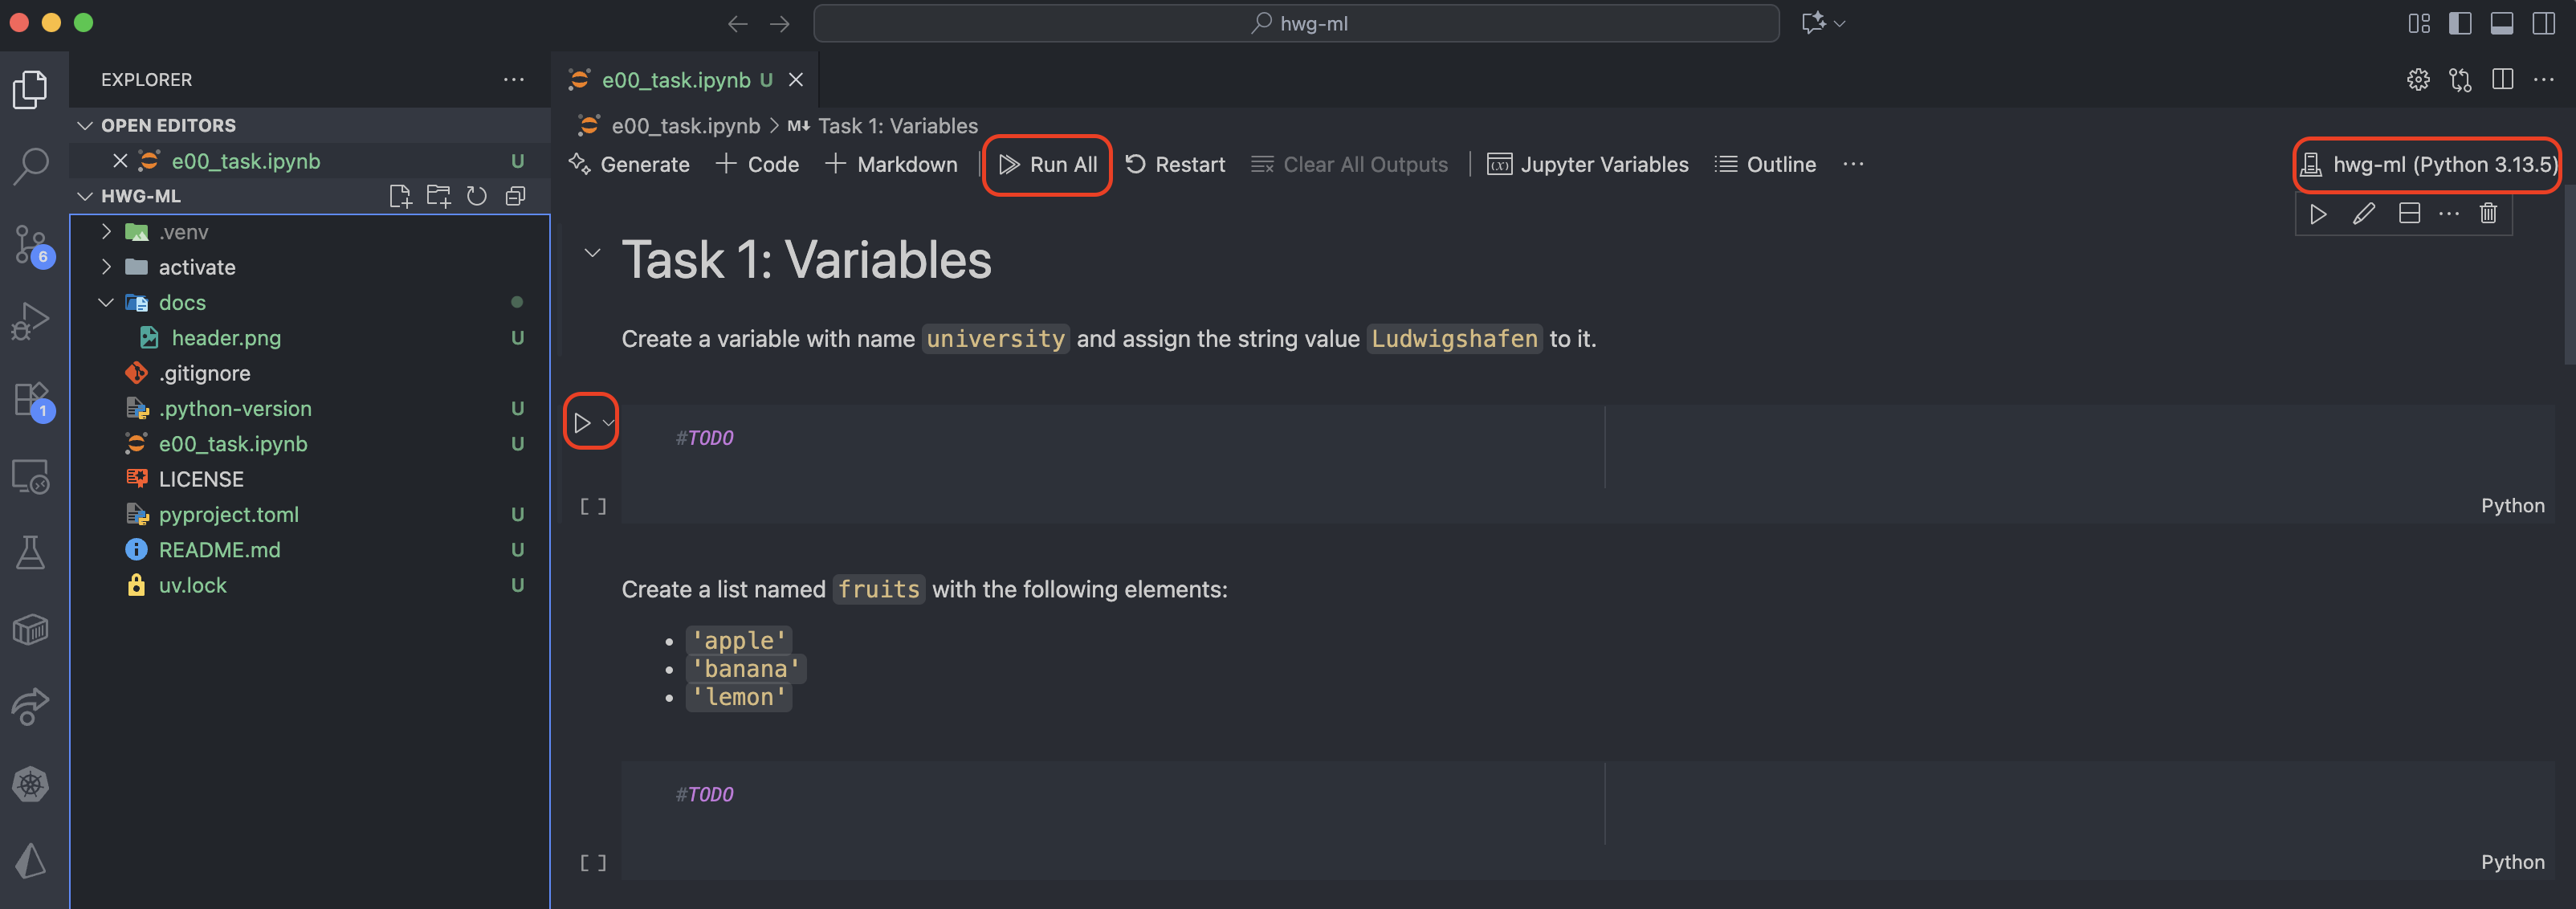 hwg-ml
EXPLORER
OPEN EDITORS
e00_task.ipynb U
HWG-ML
.venv
activate
docs
header.png U
.gitignore
.python-version U
e00_task.ipynb U
LICENSE
pyproject.toml U
README.md U
uv.lock U
6
1
e00_task.ipynb U
e00_task.ipynb > M↓ Task 1: Variables
Generate + Code + Markdown Run All Restart Clear All Outputs Jupyter Variables Outline ... hwg-ml (Python 3.13.5)
Task 1: Variables
Create a variable with name university and assign the string value Ludwigshafen to it.
#TODO
[ ]
Python
Create a list named fruits with the following elements:
• 'apple'
• 'banana'
• 'lemon'
#TODO
[ ]
Python